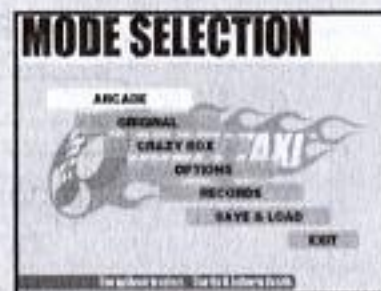 MODE SELECTION
ARCADE
ORIGINAL
CRAZY BOX
TAXI
OPTIONS
RECORDS
SAVE & LOAD
EXIT